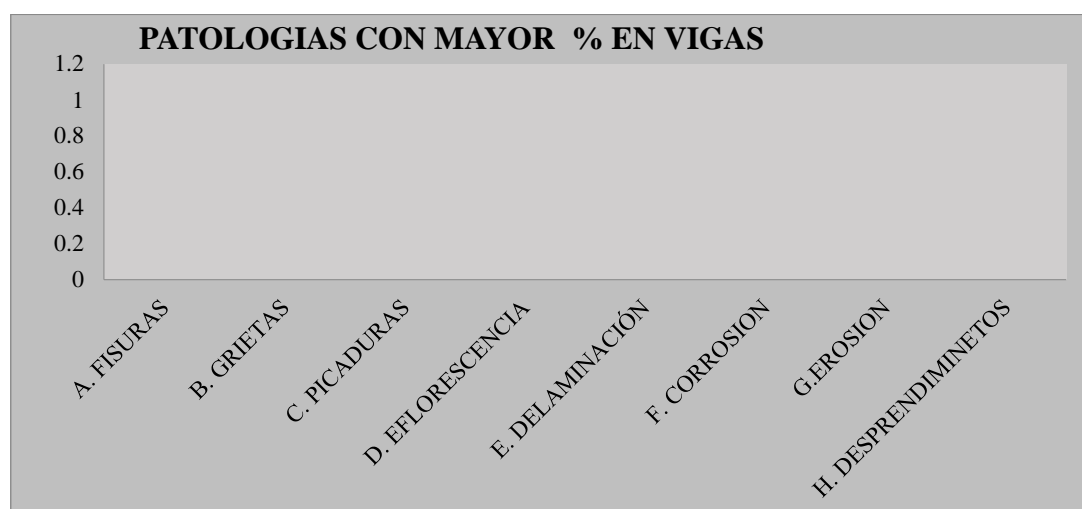 PATOLOGIAS CON MAYOR % EN VIGAS
1.2
1
0.8
0.6
0.4
0.2
0
A. FISURAS
B. GRIETAS
C. PICADURAS
D. EFLORESCENCIA
E. DELAMINACIÓN
F. CORROSION
G.EROSION
H. DESPRENDIMINETOS